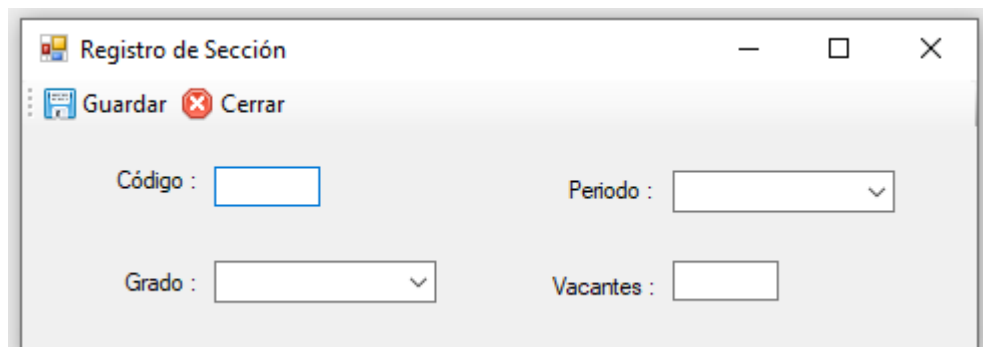 Registro de Sección
Guardar Cerrar
Código :
Periodo :
Grado :
Vacantes :